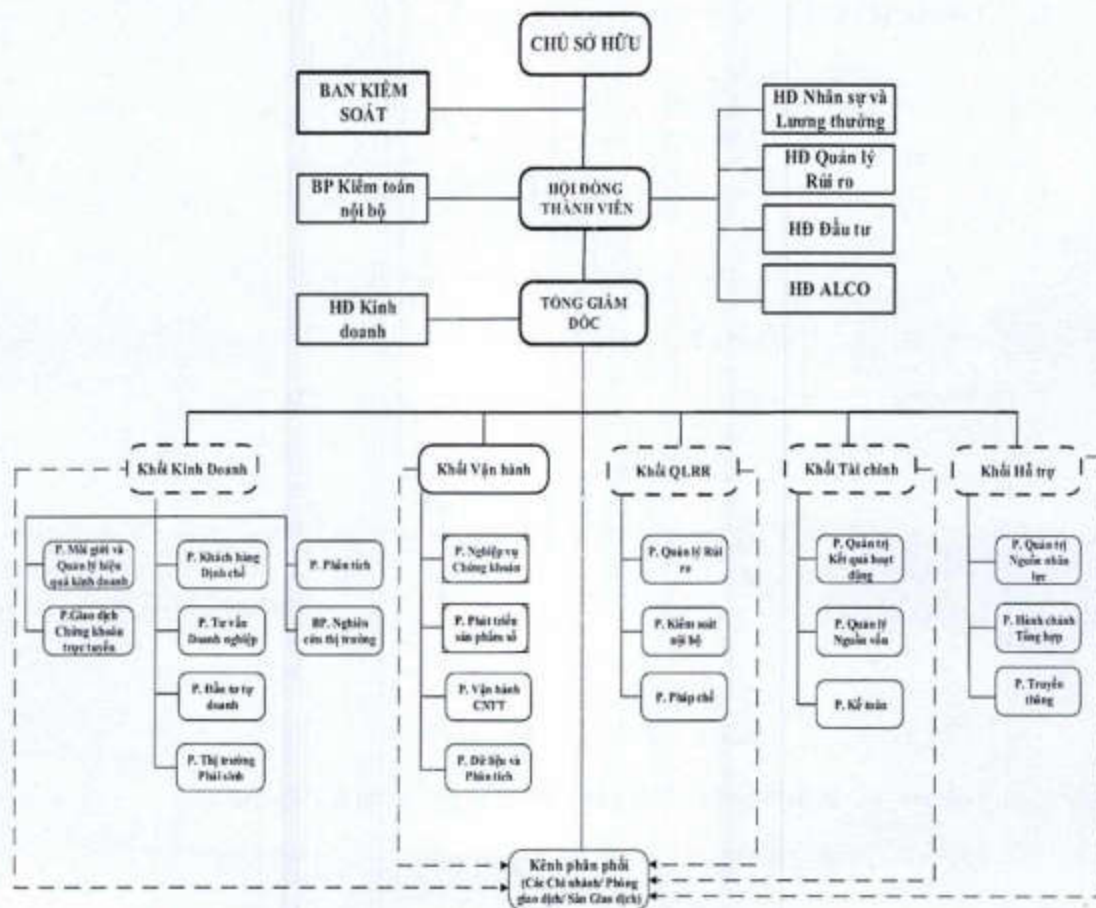 CHỦ SỞ HỮU
BAN KIỂM
SOÁT
HĐ Nhân sự và
Lương thưởng
HĐ Quản lý
Rủi ro
BP Kiểm toán
nội bộ
HỘI ĐỒNG
THÀNH VIÊN
HĐ Đầu tư
HĐ ALCO
HĐ Kinh
doanh
TỔNG GIÁM
ĐỐC
Khối Kinh Doanh
Khối Vận hành
Khối QLRR
Khối Tài chính
Khối Hỗ trợ
P. Môi giới và
Quản lý hiệu
quả kinh doanh
P.Giao dịch
Chứng khoán
trực tuyến
P. Khách hàng
Định chế
P. Tư vấn
Doanh nghiệp
P. Đầu tư tự
doanh
P. Thị trường
Phái sinh
P. Phân tích
BP. Nghiên
cứu thị trường
P. Nghiệp vụ
Chứng khoán
P. Phát triển
sản phẩm số
P. Vận hành
CNTT
P. Dữ liệu và
Phân tích
P. Quản lý Rủi
ro
P. Kiểm soát
nội bộ
P. Pháp chế
P. Quản trị
Kết quả hoạt
động
P. Quản lý
Nguồn vốn
P. Kế toán
P. Quản trị
Nguồn nhân
lực
P. Hành chánh
Tổng hợp
P. Truyền
thông
Kênh phân phối
(Các Chi nhánh/ Phòng
giao dịch/ Sàn Giao dịch)